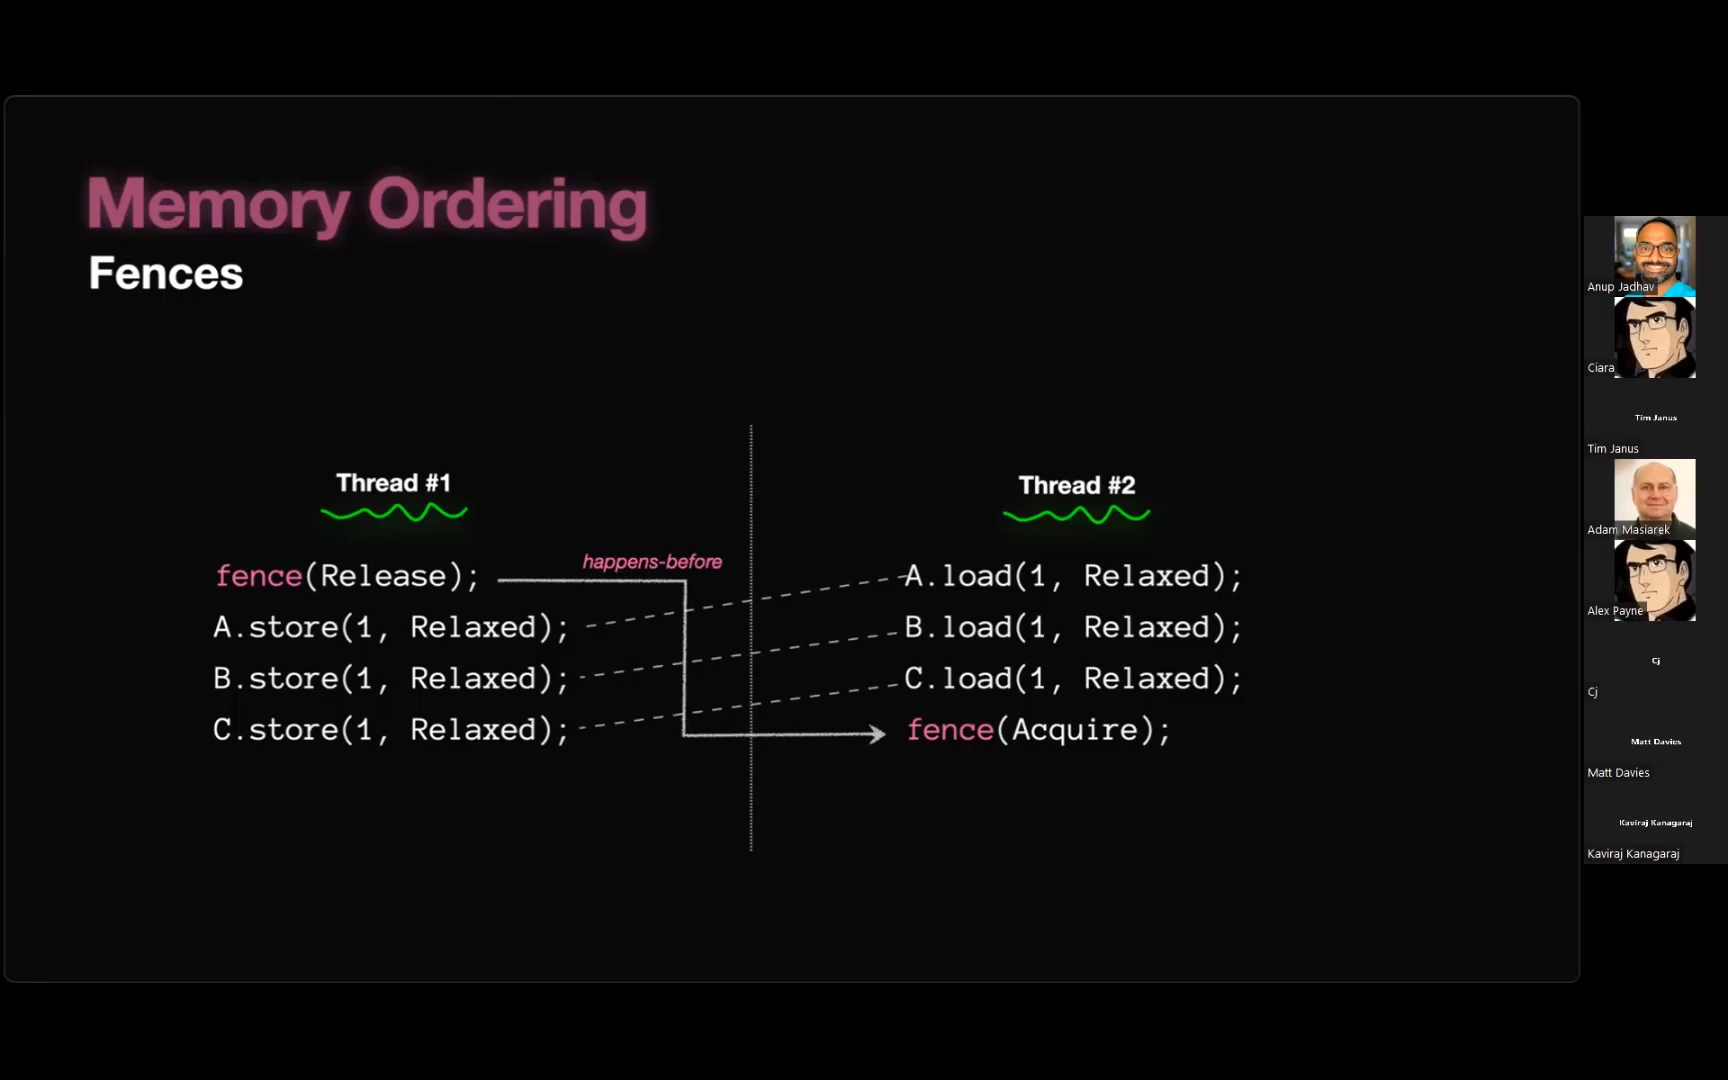 Memory Ordering
Fences
Thread #1
fence(Release);
A.store(1, Relaxed);
B.store(1, Relaxed);
C.store(1, Relaxed);
happens-before
Thread #2
A.load(1, Relaxed);
B.load(1, Relaxed);
C.load(1, Relaxed);
fence(Acquire);
Anup Jadhav
Ciara
Tim Janus
Tim Janus
Adam Masiarek
Alex Payne
Cj
Cj
Matt Davies
Matt Davies
Kaviraj Kanagaraj
Kaviraj Kanagaraj